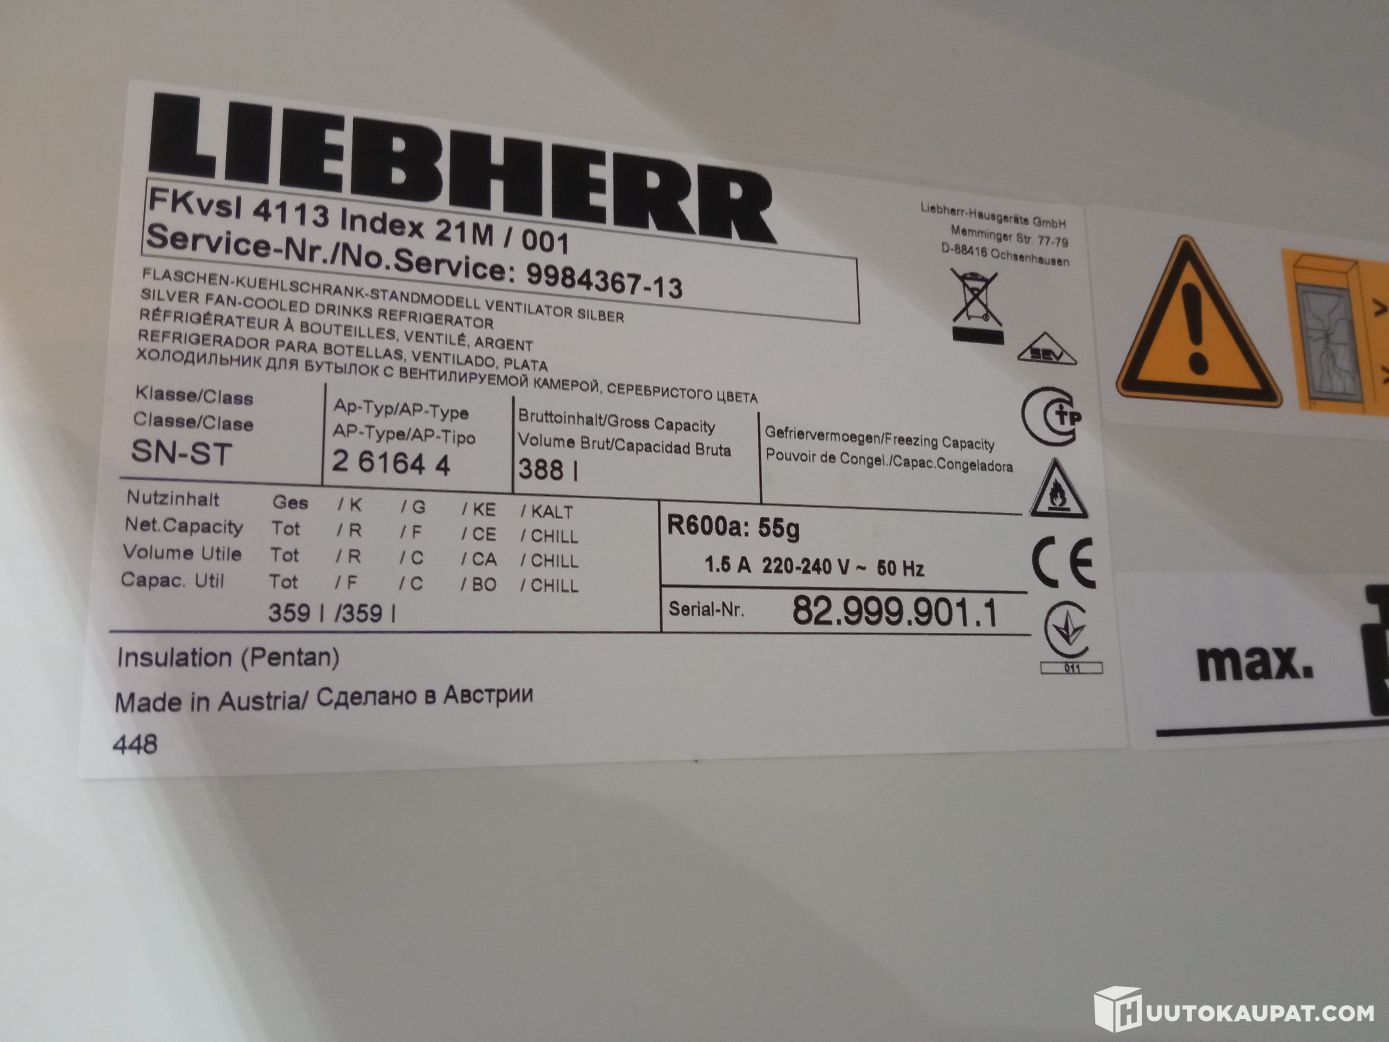 LIEBHERR
FKvsl 4113 Index 21M / 001
Service-Nr./No.Service: 9984367-13
FLASCHEN-KUEHLSCHRANK-STANDMODELL VENTILATOR SILBER
SILVER FAN-COOLED DRINKS REFRIGERATOR
RÉFRIGÉRATEUR À BOUTEILLES, VENTILÉ, ARGENT
REFRIGERADOR PARA BOTELLAS, VENTILADO, PLATA
ХОЛОДИЛЬНИК ДЛЯ БУТЫЛОК С ВЕНТИЛИРУЕМОЙ КАМЕРОЙ, СЕРЕБРИСТОГО ЦВЕТА
Liebherr-Hausgeräte GmbH
Memminger Str. 77-79
D-88416 Ochsenhausen
SEV
Klasse/Class
Classe/Clase
SN-ST
Ap-Typ/AP-Type
AP-Type/AP-Tipo
2 6164 4
Bruttoinhalt/Gross Capacity
Volume Brut/Capacidad Bruta
388 l
Gefriervermoegen/Freezing Capacity
Pouvoir de Congel./Capac.Congeladora
Nutzinhalt Ges / K / G / KE / KALT
Net.Capacity Tot / R / F / CE / CHILL
Volume Utile Tot / R / C / CA / CHILL
Capac. Util Tot / F / C / BO / CHILL
359 l /359 l
R600a: 55g
1.5 A 220-240 V ~ 50 Hz
Serial-Nr. 82.999.901.1
CE
011
Insulation (Pentan)
Made in Austria/ Сделано в Австрии
448
max.
HUUTOKAUPAT.COM